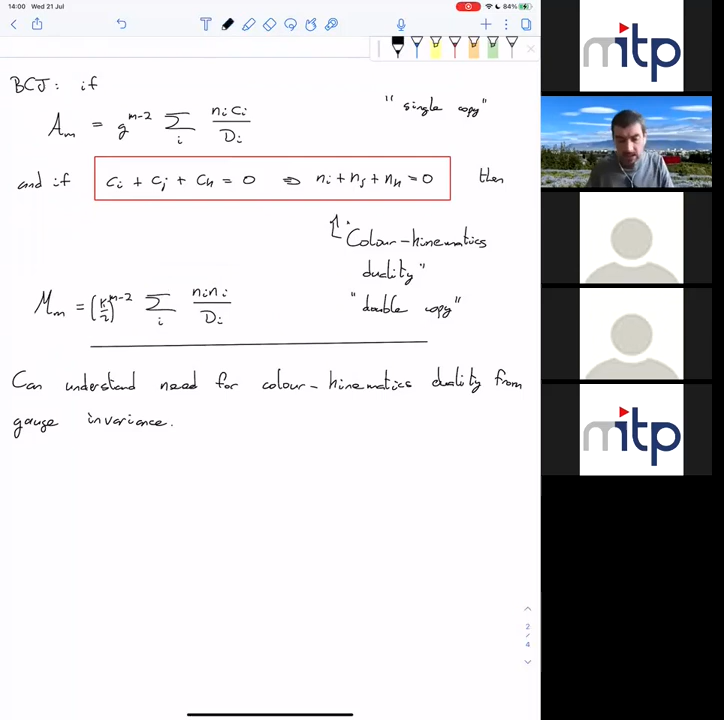 14:00 Wed 21 Jul
84%
BCJ: if
"single copy"
A_m = g^{m-2} Σ_i n_i c_i / D_i
and if c_i + c_j + c_k = 0 ⇒ n_i + n_j + n_k = 0 then
"Colour-kinematics
duality"
M_m = (κ/2)^{m-2} Σ_i n_i n_i / D_i
"double copy"
Can understand need for colour-kinematics duality from
gauge invariance.
2
/
4
mitp
mitp